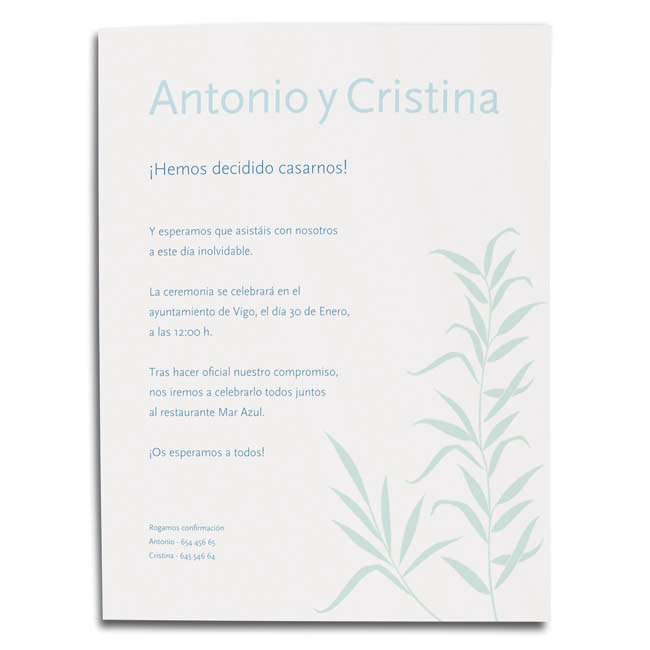 Antonio y Cristina
¡Hemos decidido casarnos!
Y esperamos que asistáis con nosotros
a este día inolvidable.
La ceremonia se celebrará en el
ayuntamiento de Vigo, el día 30 de Enero,
a las 12:00 h.
Tras hacer oficial nuestro compromiso,
nos iremos a celebrarlo todos juntos
al restaurante Mar Azul.
¡Os esperamos a todos!
Rogamos confirmación
Antonio - 654 456 65
Cristina - 645 546 64